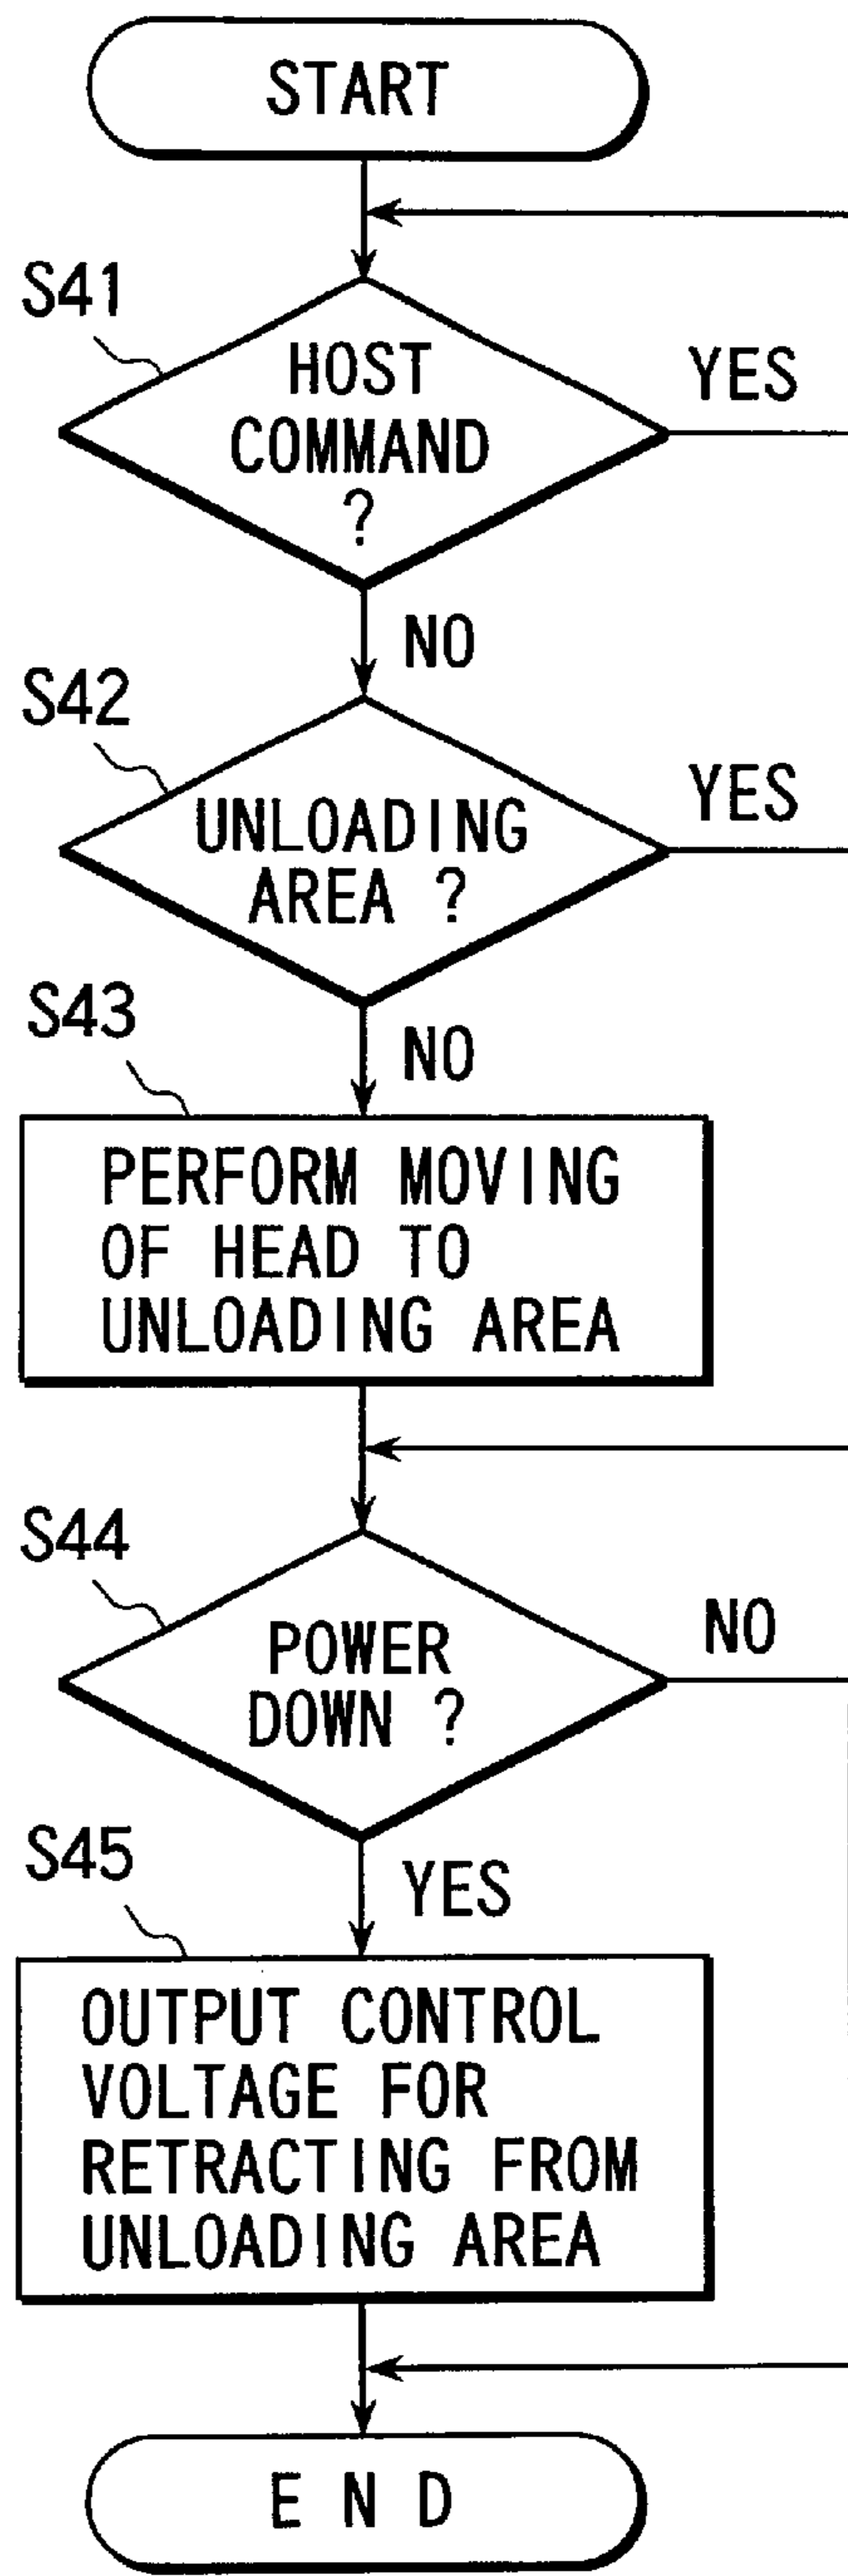 START
S41
HOST
COMMAND
?
YES
NO
S42
UNLOADING
AREA ?
YES
NO
S43
PERFORM MOVING
OF HEAD TO
UNLOADING AREA
S44
POWER
DOWN ?
NO
YES
S45
OUTPUT CONTROL
VOLTAGE FOR
RETRACTING FROM
UNLOADING AREA
END